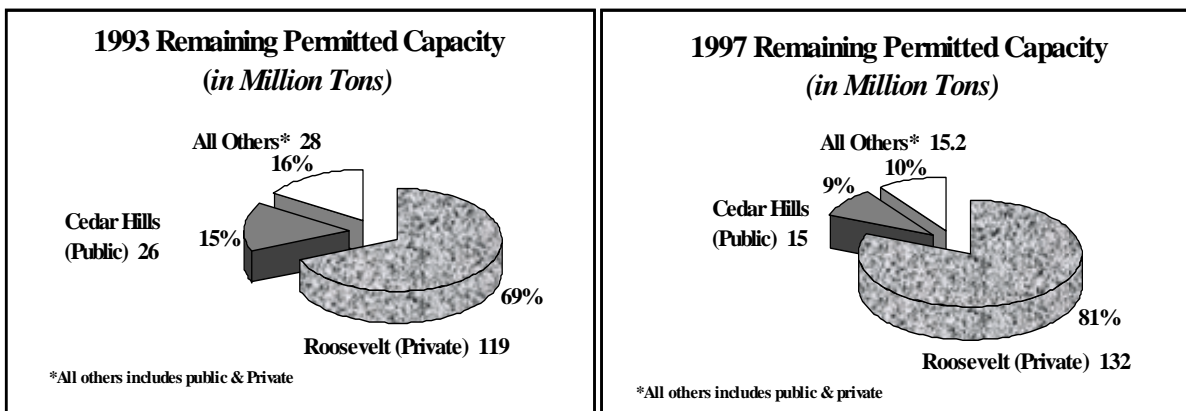 1993 Remaining Permitted Capacity
(in Million Tons)
All Others* 28
16%
Cedar Hills
(Public) 26
15%
69%
Roosevelt (Private) 119
*All others includes public & Private
1997 Remaining Permitted Capacity
(in Million Tons)
All Others* 15.2
10%
9%
Cedar Hills
(Public) 15
81%
Roosevelt (Private) 132
*All others includes public & private